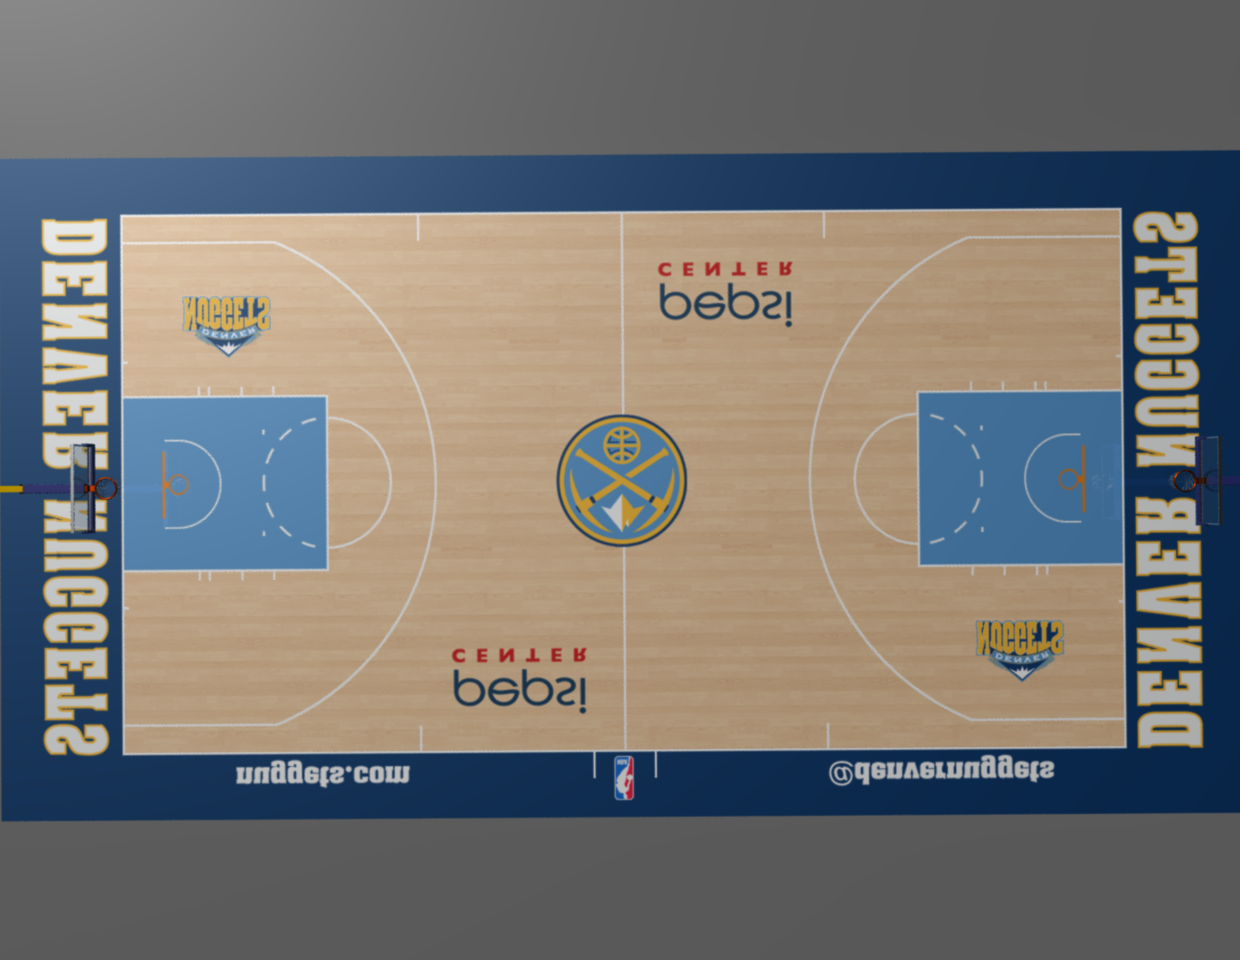 CENTER
pepsi
DENVER NUGGETS
NUGGETS
DENVER
DENVER NUGGETS
CENTER
pepsi
NUGGETS
DENVER
nuggets.com
@denvernuggets